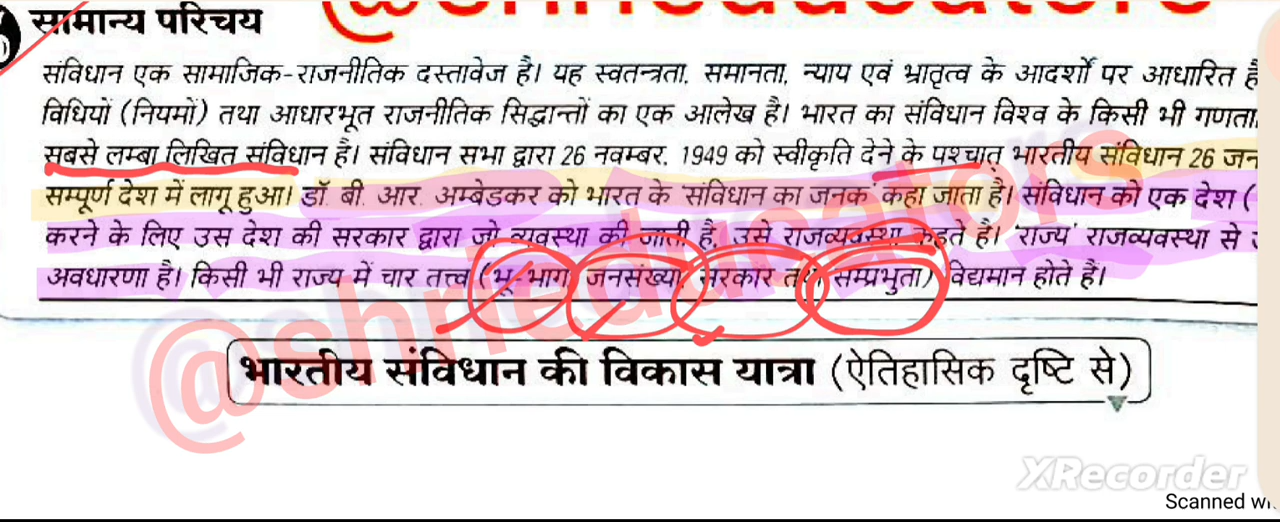 सामान्य परिचय
संविधान एक सामाजिक-राजनीतिक दस्तावेज है। यह स्वतन्त्रता, समानता, न्याय एवं भ्रातृत्व के आदर्शों पर आधारित है
विधियों (नियमों) तथा आधारभूत राजनीतिक सिद्धान्तों का एक आलेख है। भारत का संविधान विश्व के किसी भी
सबसे लम्बा लिखित संविधान है। संविधान सभा द्वारा 26 नवम्बर, 1949 को स्वीकृति देने के पश्चात् भारतीय संविधान 26 जन
सम्पूर्ण देश में लागू हुआ। डॉ. बी. आर. अम्बेडकर को भारत के 'संविधान का जनक' कहा जाता है। संविधान को एक देश (
करने के लिए उस देश की सरकार द्वारा जो व्यवस्था की जाती है, उसे राजव्यवस्था कहते हैं। 'राज्य' राजव्यवस्था से
अवधारणा है। किसी भी राज्य में चार तत्त्व (भू-भाग, जनसंख्या, सरकार तथा सम्प्रभुता) विद्यमान होते हैं।
@shrieducators
भारतीय संविधान की विकास यात्रा (ऐतिहासिक दृष्टि से)
XRecorder
Scanned